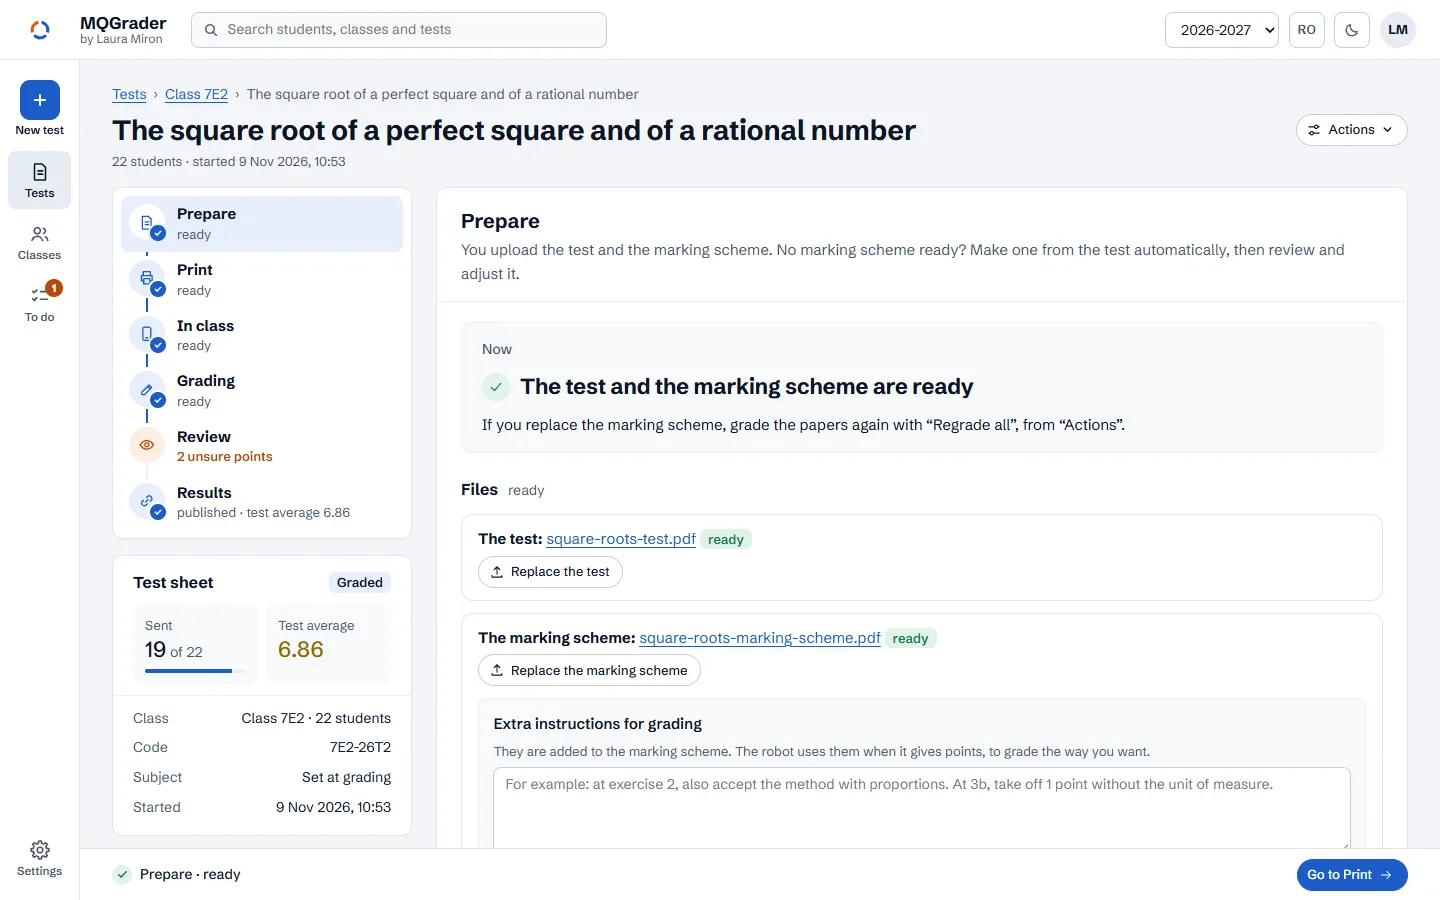 MQGrader
by Laura Miron
Search students, classes and tests
2026-2027
RO
LM
New test
Tests
Classes
1
To do
Settings
Tests › Class 7E2 › The square root of a perfect square and of a rational number
The square root of a perfect square and of a rational number
Actions
22 students · started 9 Nov 2026, 10:53
Prepare
ready
Print
ready
In class
ready
Grading
ready
Review
2 unsure points
Results
published · test average 6.86
Test sheet
Graded
Sent
19 of 22
Test average
6.86
Class
Class 7E2 · 22 students
Code
7E2-26T2
Subject
Set at grading
Started
9 Nov 2026, 10:53
Prepare
You upload the test and the marking scheme. No marking scheme ready? Make one from the test automatically, then review and
adjust it.
Now
The test and the marking scheme are ready
If you replace the marking scheme, grade the papers again with “Regrade all”, from “Actions”.
Files ready
The test: square-roots-test.pdf ready
Replace the test
The marking scheme: square-roots-marking-scheme.pdf ready
Replace the marking scheme
Extra instructions for grading
They are added to the marking scheme. The robot uses them when it gives points, to grade the way you want.
For example: at exercise 2, also accept the method with proportions. At 3b, take off 1 point without the unit of measure.
Prepare · ready
Go to Print